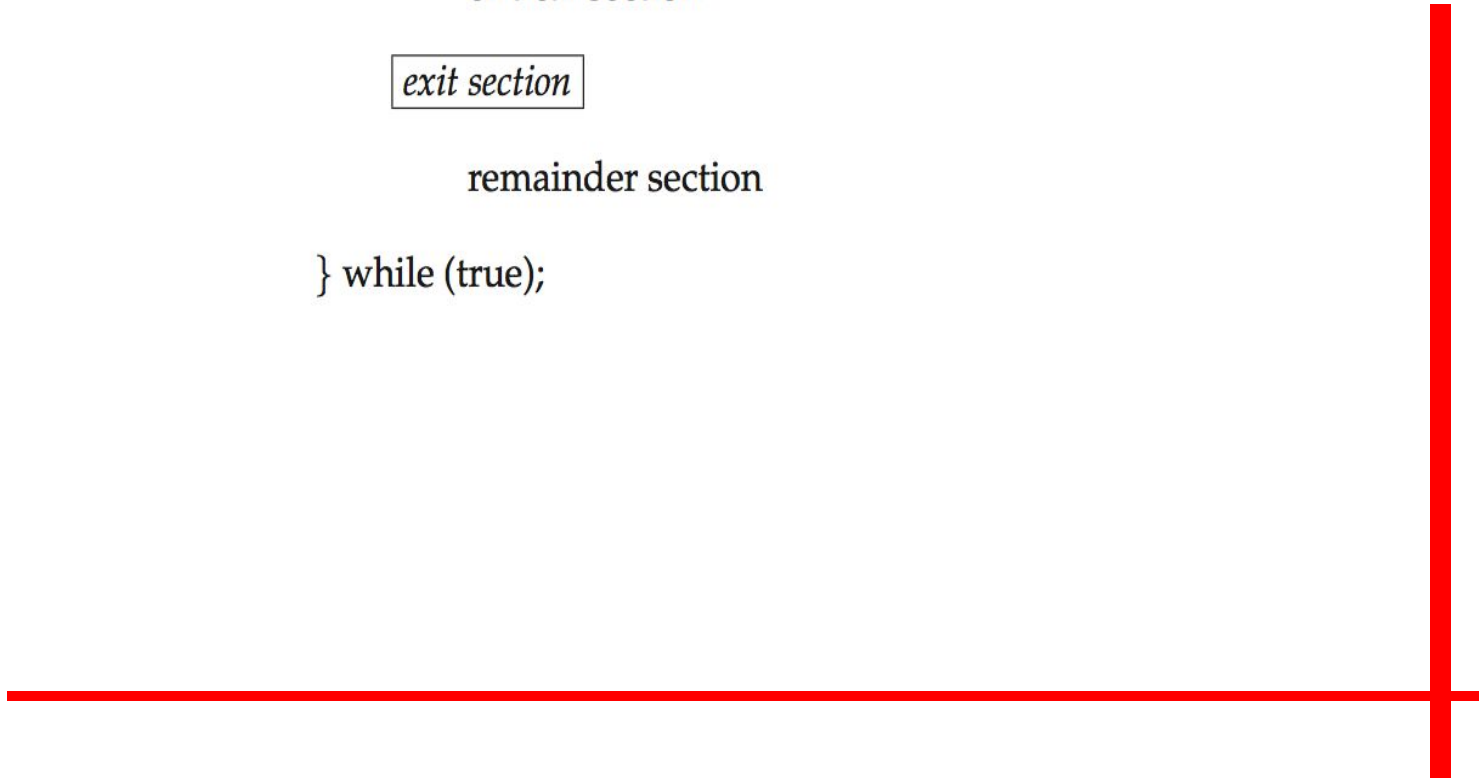 exit section
remainder section
} while (true);